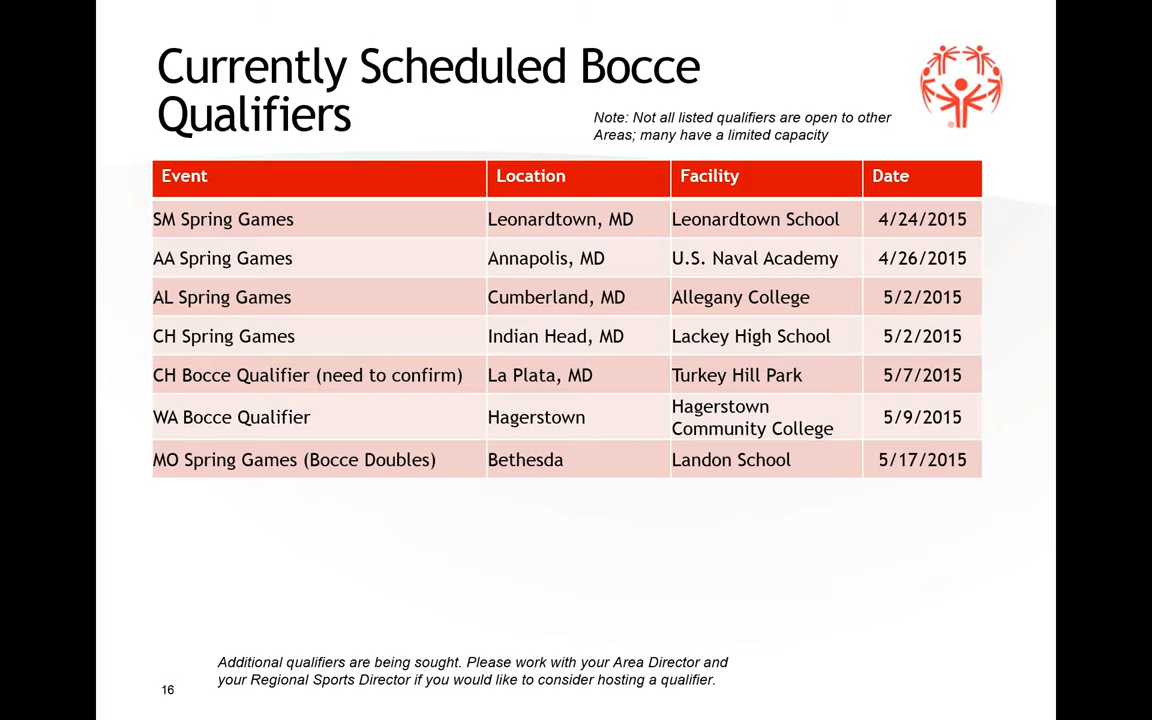 Currently Scheduled Bocce
Qualifiers
Note: Not all listed qualifiers are open to other
Areas; many have a limited capacity
Event Location Facility Date
SM Spring Games Leonardtown, MD Leonardtown School 4/24/2015
AA Spring Games Annapolis, MD U.S. Naval Academy 4/26/2015
AL Spring Games Cumberland, MD Allegany College 5/2/2015
CH Spring Games Indian Head, MD Lackey High School 5/2/2015
CH Bocce Qualifier (need to confirm) La Plata, MD Turkey Hill Park 5/7/2015
WA Bocce Qualifier Hagerstown Hagerstown
Community College 5/9/2015
MO Spring Games (Bocce Doubles) Bethesda Landon School 5/17/2015
Additional qualifiers are being sought. Please work with your Area Director and
your Regional Sports Director if you would like to consider hosting a qualifier.
16